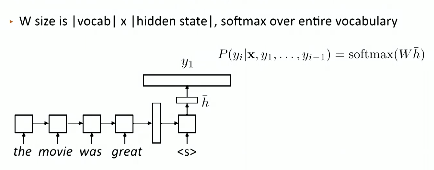 ▸ W size is |vocab| x |hidden state|, softmax over entire vocabulary
P(y_i|x, y_1, . . . , y_{i−1}) = softmax(Wh̄)
y_1
h̄
the movie was great <s>